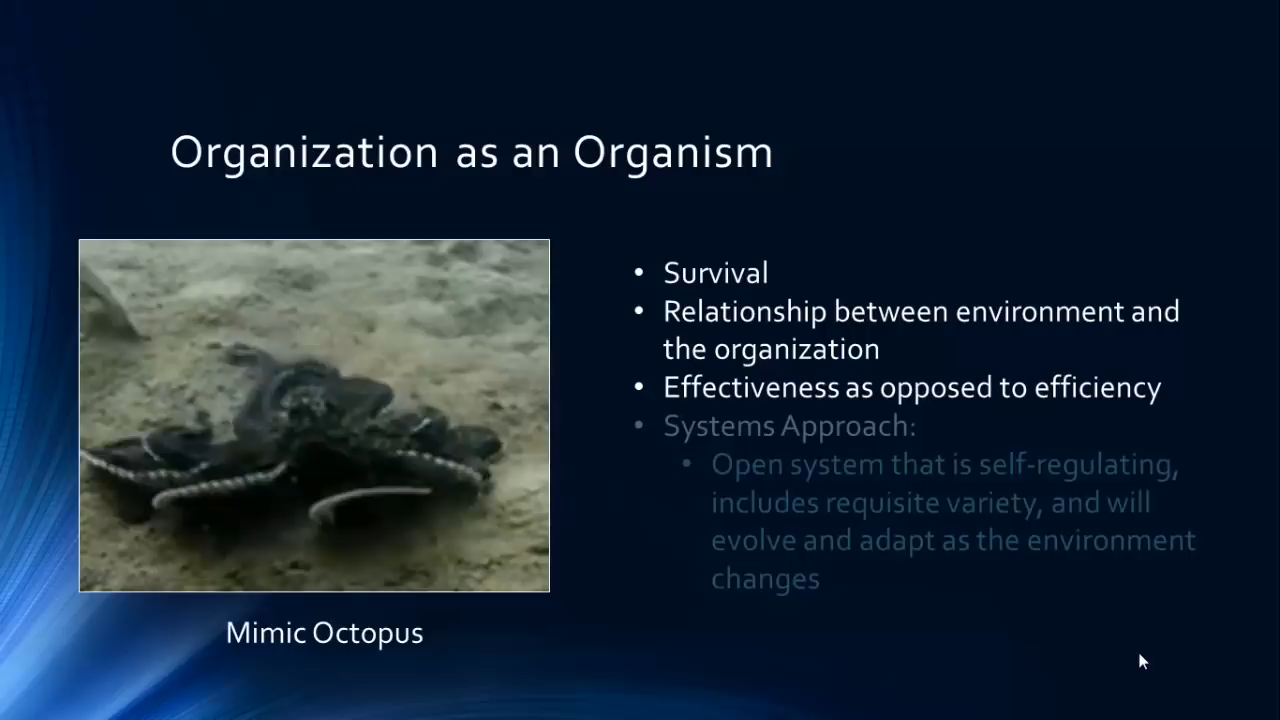 Organization as an Organism
• Survival
• Relationship between environment and
the organization
• Effectiveness as opposed to efficiency
• Systems Approach:
• Open system that is self-regulating,
includes requisite variety, and will
evolve and adapt as the environment
changes
Mimic Octopus